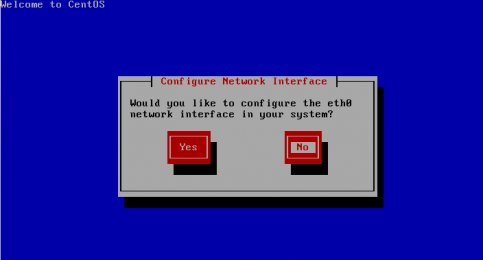 Welcome to CentOS
Configure Network Interface
Would you like to configure the eth0
network interface in your system?
Yes
No